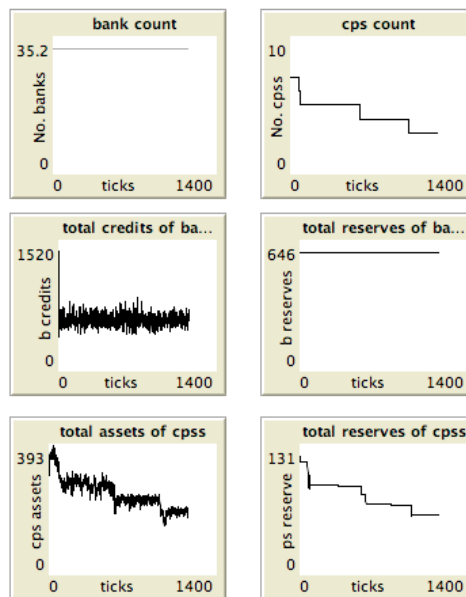 bank count
35.2
No. banks
0
0 ticks 1400
cps count
10
No. cpss
0
0 ticks 1400
total credits of ba...
1520
b credits
0
0 ticks 1400
total reserves of ba...
646
b reserves
0
0 ticks 1400
total assets of cpss
393
cps assets
0
0 ticks 1400
total reserves of cpss
131
ps reserve
0
0 ticks 1400